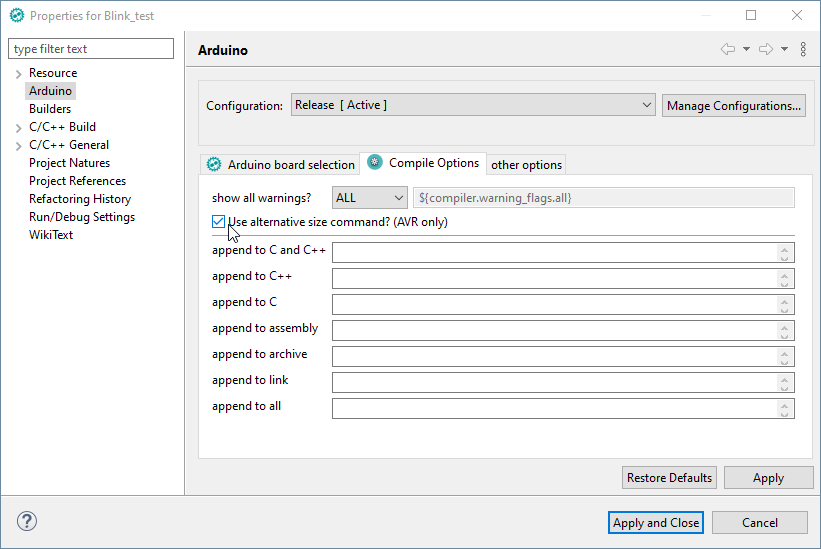 Properties for Blink_test
type filter text
Resource
Arduino
Builders
C/C++ Build
C/C++ General
Project Natures
Project References
Refactoring History
Run/Debug Settings
WikiText
Arduino
Configuration: Release [ Active ] Manage Configurations...
Arduino board selection Compile Options other options
show all warnings? ALL ${compiler.warning_flags.all}
Use alternative size command? (AVR only)
append to C and C++
append to C++
append to C
append to assembly
append to archive
append to link
append to all
Restore Defaults Apply
? Apply and Close Cancel